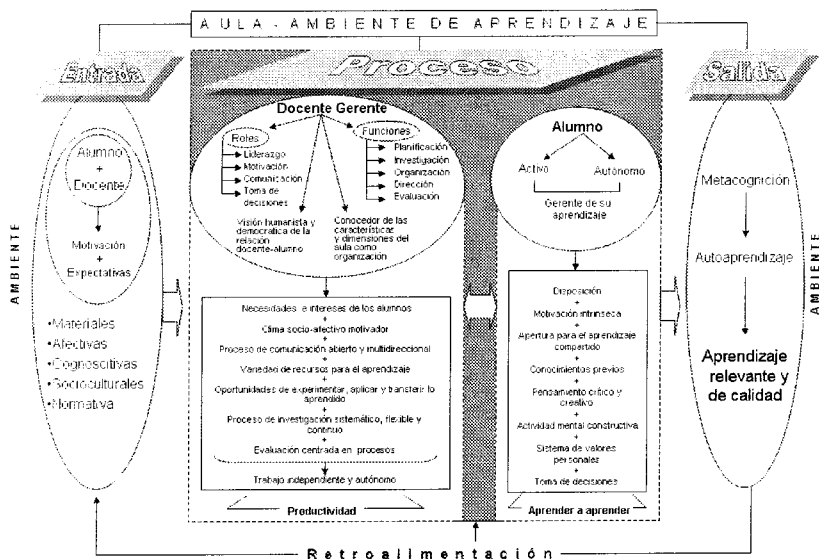 AULA - AMBIENTE DE APRENDIZAJE
Entrada
Proceso
Salida
AMBIENTE
Alumno
+
Docente
Motivación
+
Expectativas
•Materiales
•Afectivas
•Cognoscitivas
•Socioculturales
•Normativa
Docente Gerente
Roles
Liderazgo
Motivación
Comunicación
Toma de
decisiones
Funciones
Planificación
Investigación
Organización
Dirección
Evaluación
Visión humanista y
democratica de la
relación
docente-alumno
Conocedor de las
características
y dimensiones del
aula como
organización
Necesidades e intereses de los alumnos
+
Clima socio-afectivo motivador
+
Proceso de comunicación abierto y multidireccional
+
Variedad de recursos para el aprendizaje
+
Oportunidades de experimentar, aplicar y transferir lo
aprendido
+
Proceso de investigación sistemático, flexible y
continuo
+
Evaluación centrada en procesos
Trabajo independiente y autónomo
Productividad
Alumno
Activo
Autónomo
Gerente de su
aprendizaje
Disposición
+
Motivación intrínseca
+
Apertura para el aprendizaje
compartido
+
Conocimientos previos
+
Pensamiento crítico y
creativo
+
Actividad mental constructiva
+
Sistema de valores
personales
+
Toma de decisiones
Aprender a aprender
Metacognición
Autoaprendizaje
Aprendizaje
relevante y
de calidad
AMBIENTE
Retroalimentación